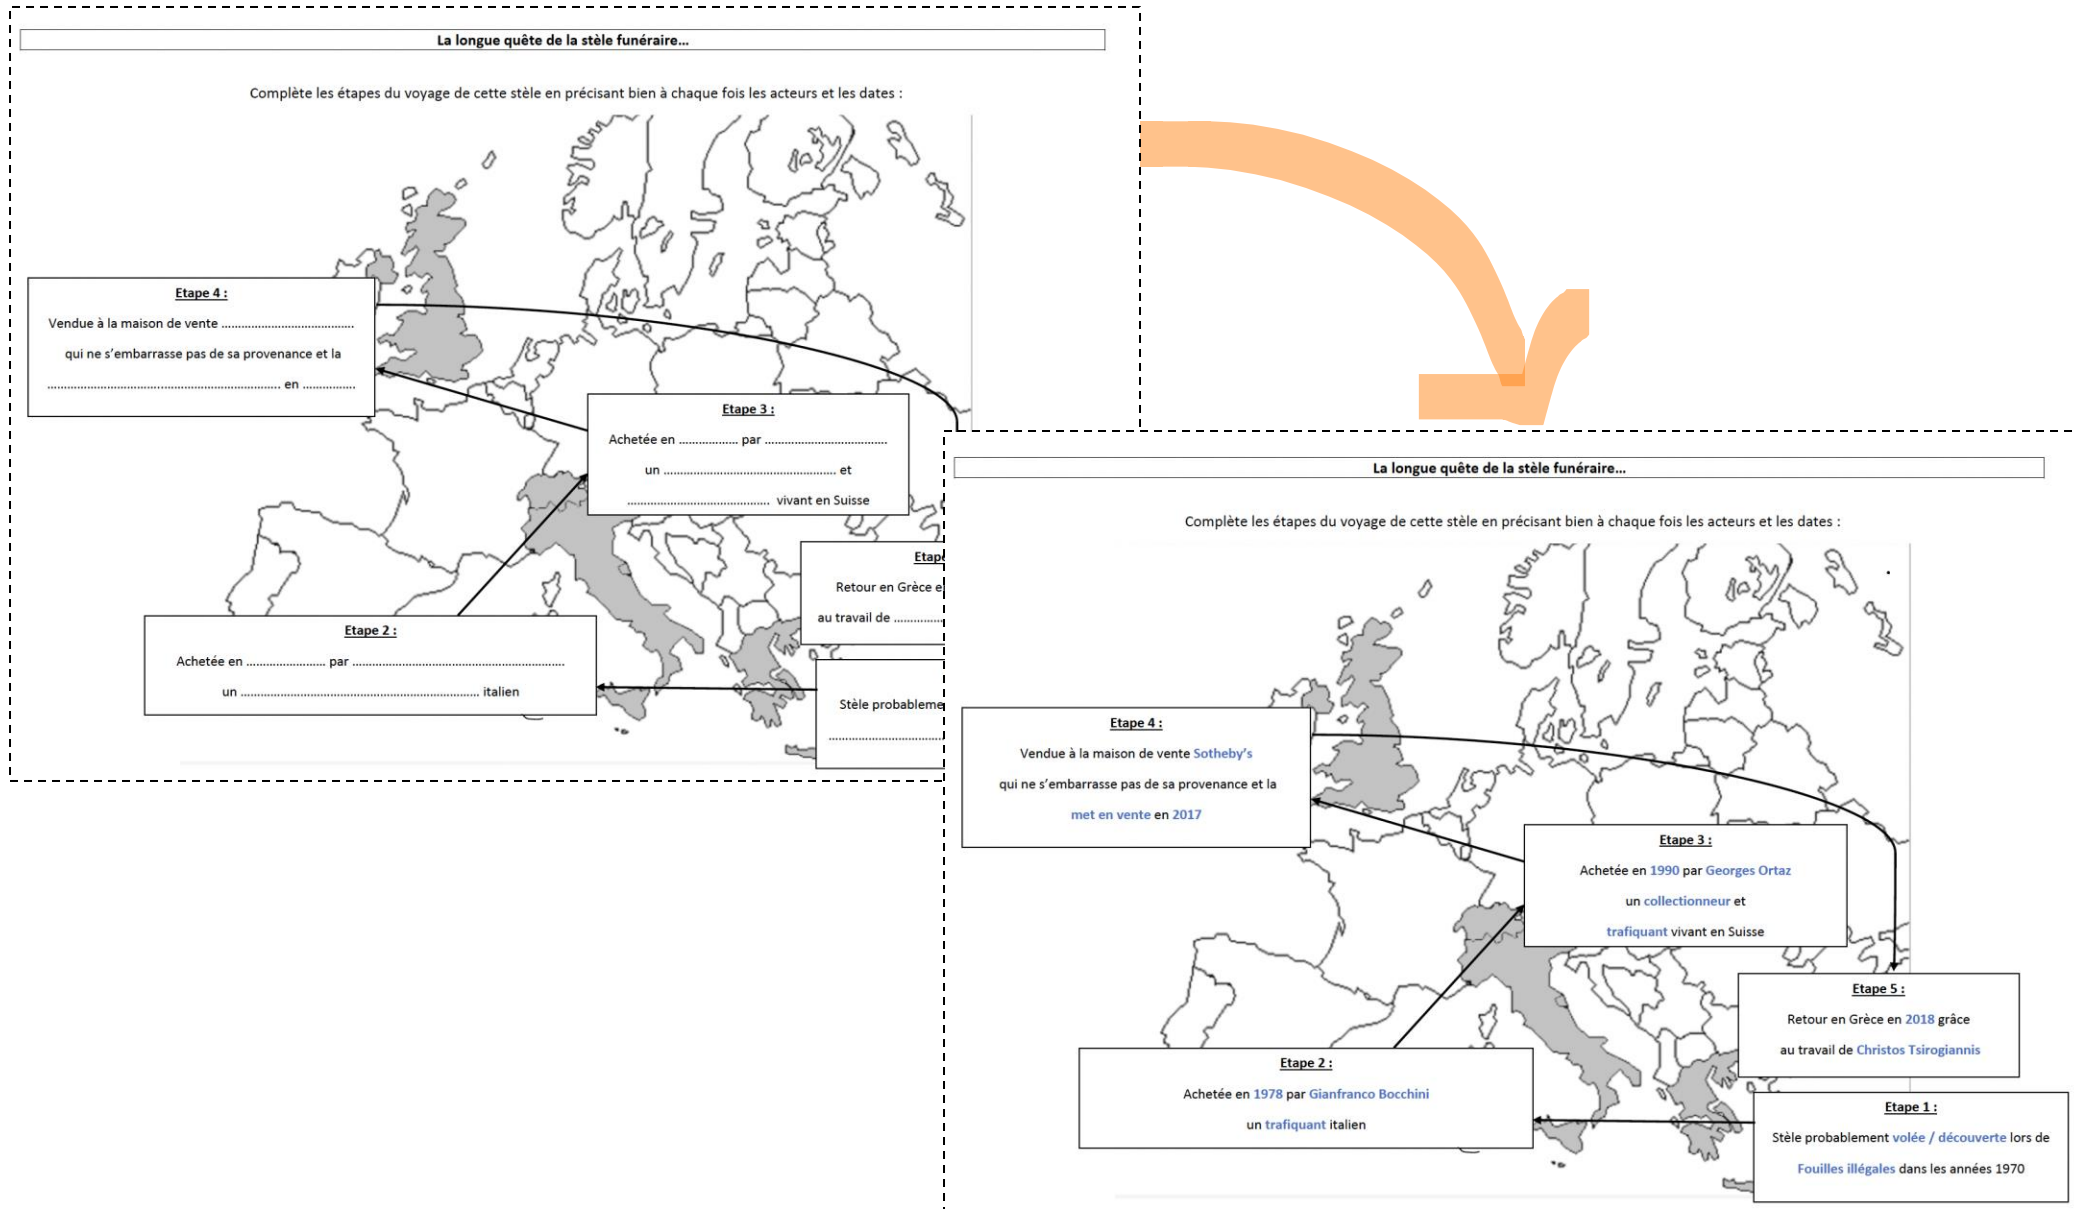 La longue quête de la stèle funéraire…
Complète les étapes du voyage de cette stèle en précisant bien à chaque fois les acteurs et les dates :
Etape 4 :
Vendue à la maison de vente ……………………………
qui ne s’embarrasse pas de sa provenance et la
…………………………………………………… en ……………
Etape 3 :
Achetée en ……………… par ……………………………
un ………………………………………… et
………………………………… vivant en Suisse
Etape
Retour en Grèce e
au travail de …………
Etape 2 :
Achetée en ………………… par ………………………………………………
un …………………………………………………… italien
Stèle probableme
…………………………
La longue quête de la stèle funéraire…
Complète les étapes du voyage de cette stèle en précisant bien à chaque fois les acteurs et les dates :
Etape 4 :
Vendue à la maison de vente Sotheby’s
qui ne s’embarrasse pas de sa provenance et la
met en vente en 2017
Etape 3 :
Achetée en 1990 par Georges Ortaz
un collectionneur et
trafiquant vivant en Suisse
Etape 5 :
Retour en Grèce en 2018 grâce
au travail de Christos Tsirogiannis
Etape 2 :
Achetée en 1978 par Gianfranco Bocchini
un trafiquant italien
Etape 1 :
Stèle probablement volée / découverte lors de
Fouilles illégales dans les années 1970